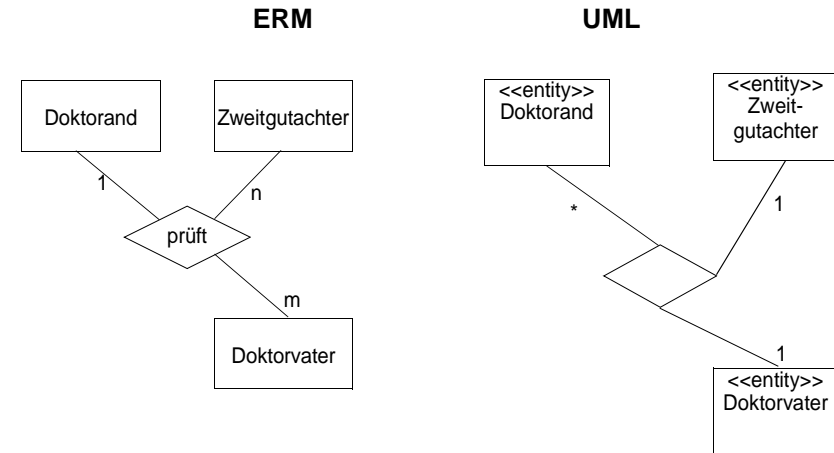 ERM
Doktorand
Zweitgutachter
1
n
prüft
m
Doktorvater
UML
<<entity>>
Doktorand
<<entity>>
Zweit-
gutachter
*
1
1
<<entity>>
Doktorvater